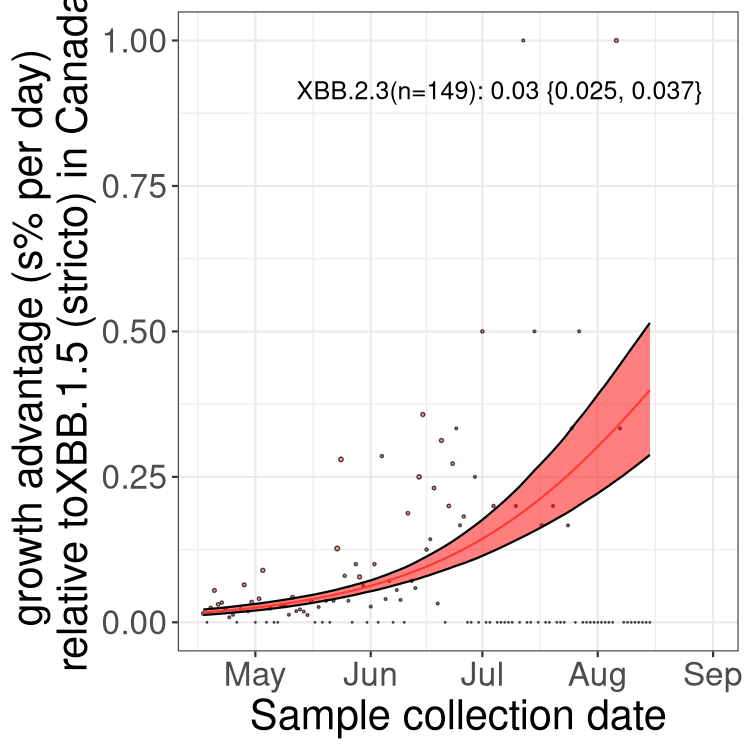 growth advantage (s% per day)
relative toXBB.1.5 (stricto) in Canada
1.00
0.75
0.50
0.25
0.00
XBB.2.3(n=149): 0.03 {0.025, 0.037}
May Jun Jul Aug Sep
Sample collection date